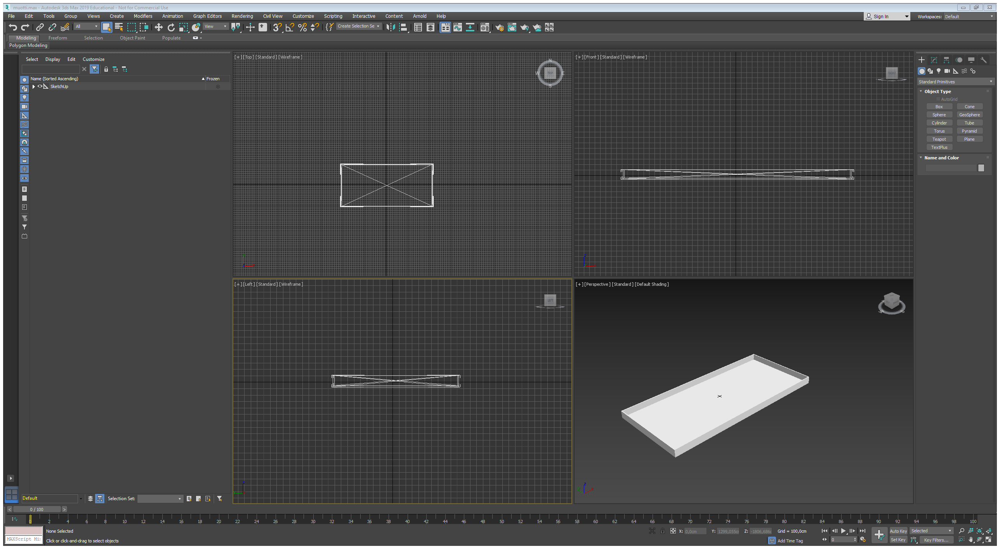 muotti.max - Autodesk 3ds Max 2019 Educational - Not for Commercial Use
File Edit Tools Group Views Create Modifiers Animation Graph Editors Rendering Civil View Customize Scripting Interactive Content Arnold Help Sign In Workspaces: Default
All View Create Selection Se
Modeling Freeform Selection Object Paint Populate
Polygon Modeling
Select Display Edit Customize
Name (Sorted Ascending) Frozen
SketchUp
[+] [Top] [Standard] [Wireframe]
N
W TOP E
S
y
z x
[+] [Front] [Standard] [Wireframe]
FRONT
z
y x
[+] [Left] [Standard] [Wireframe]
LEFT
z
y x
[+] [Perspective] [Standard] [Default Shading]
z
y x
Standard Primitives
Object Type
AutoGrid
Box Cone
Sphere GeoSphere
Cylinder Tube
Torus Pyramid
Teapot Plane
TextPlus
Name and Color
Default Selection Set:
< 0 / 100 >
0 2 4 6 8 10 12 14 16 18 20 22 24 26 28 30 32 34 36 38 40 42 44 46 48 50 52 54 56 58 60 62 64 66 68 70 72 74 76 78 80 82 84 86 88 90 92 94 96 98 100
None Selected X: 0,0cm Y: 1299,055cr Z: -1806,686c Grid = 100,0cm Auto Key Selected
MAXScript Mi Click or click-and-drag to select objects Add Time Tag 0 Set Key Key Filters...